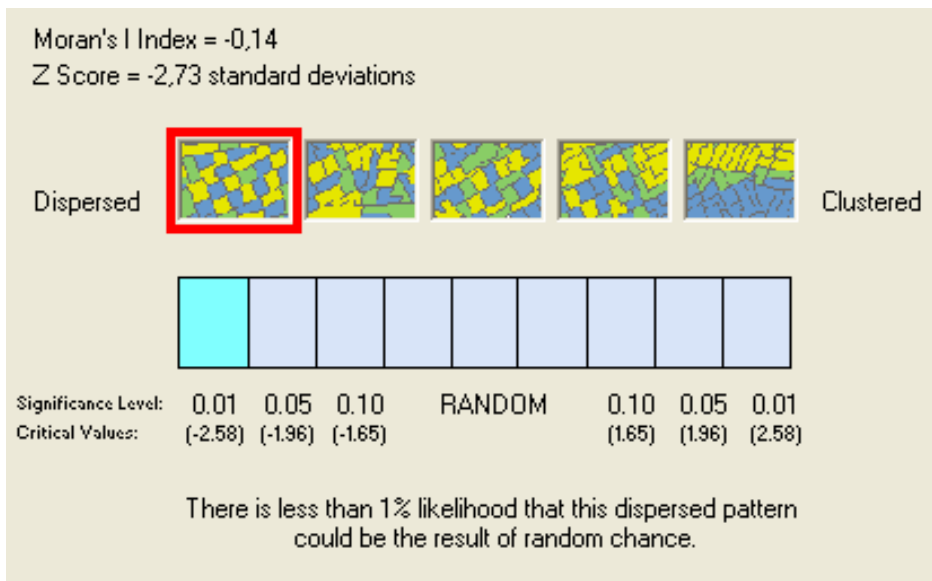 Moran's I Index = -0,14
Z Score = -2,73 standard deviations
Dispersed
Clustered
Significance Level: 0.01 0.05 0.10 RANDOM 0.10 0.05 0.01
Critical Values: (-2.58) (-1.96) (-1.65) (1.65) (1.96) (2.58)
There is less than 1% likelihood that this dispersed pattern
could be the result of random chance.